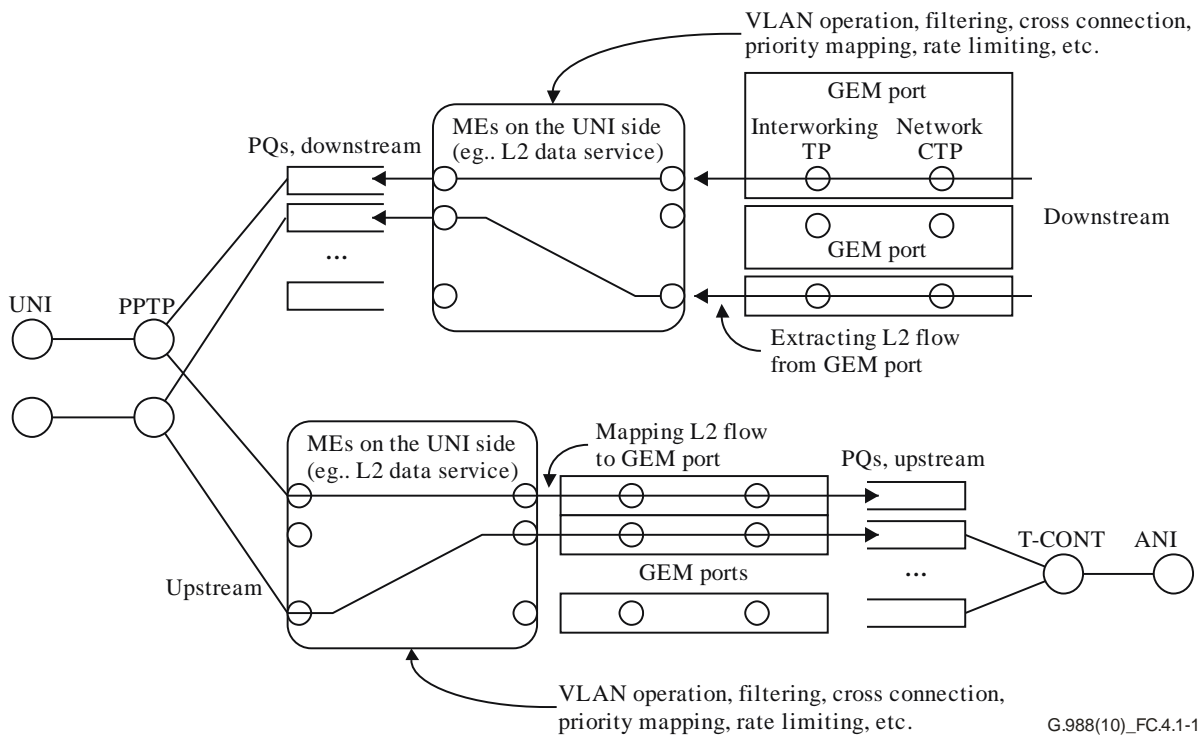 VLAN operation, filtering, cross connection,
priority mapping, rate limiting, etc.
GEM port
MEs on the UNI side
(eg.. L2 data service)
Interworking
TP
Network
CTP
PQs, downstream
Downstream
GEM port
...
UNI
PPTP
Extracting L2 flow
from GEM port
MEs on the UNI side
(eg.. L2 data service)
Mapping L2 flow
to GEM port
PQs, upstream
T-CONT
ANI
Upstream
GEM ports
...
VLAN operation, filtering, cross connection,
priority mapping, rate limiting, etc.
G.988(10)_FC.4.1-1